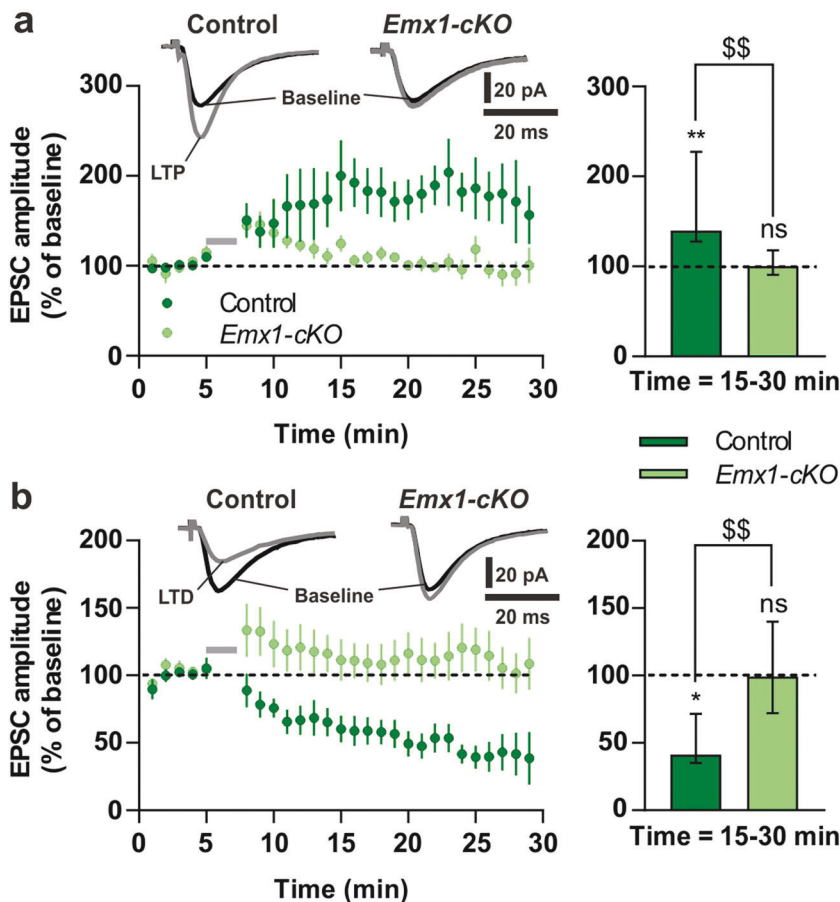 a
Control
Emx1-cKO
Baseline
LTP
20 pA
20 ms
EPSC amplitude
(% of baseline)
300
200
100
0
Control
Emx1-cKO
0 5 10 15 20 25 30
Time (min)
$$
**
ns
300
200
100
0
Time = 15-30 min
Control
Emx1-cKO
b
Control
Emx1-cKO
LTD
Baseline
20 pA
20 ms
EPSC amplitude
(% of baseline)
200
150
100
50
0
0 5 10 15 20 25 30
Time (min)
$$
*
ns
200
150
100
50
0
Time = 15-30 min